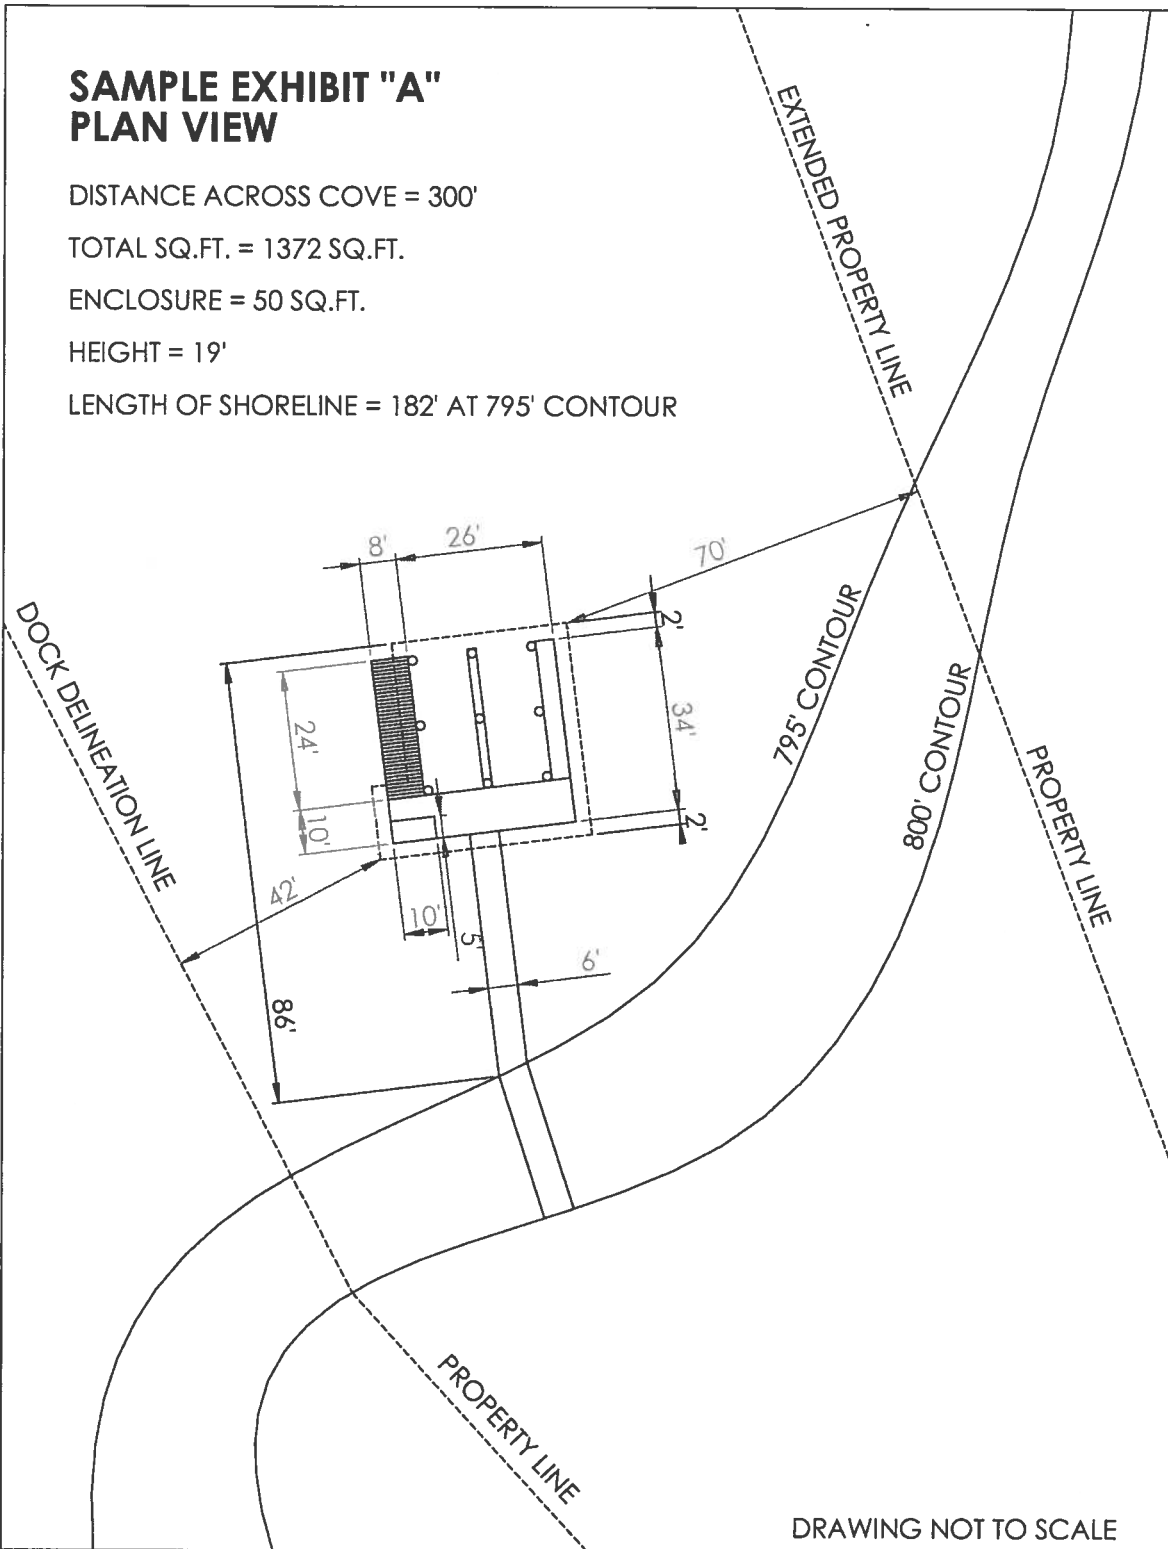 SAMPLE EXHIBIT "A"
PLAN VIEW
DISTANCE ACROSS COVE = 300'
TOTAL SQ.FT. = 1372 SQ.FT.
ENCLOSURE = 50 SQ.FT.
HEIGHT = 19'
LENGTH OF SHORELINE = 182' AT 795' CONTOUR
EXTENDED PROPERTY LINE
8'
26'
70'
2'
34'
2'
DOCK DELINEATION LINE
24'
10'
42'
10'
5'
6'
86'
795' CONTOUR
800' CONTOUR
PROPERTY LINE
PROPERTY LINE
DRAWING NOT TO SCALE